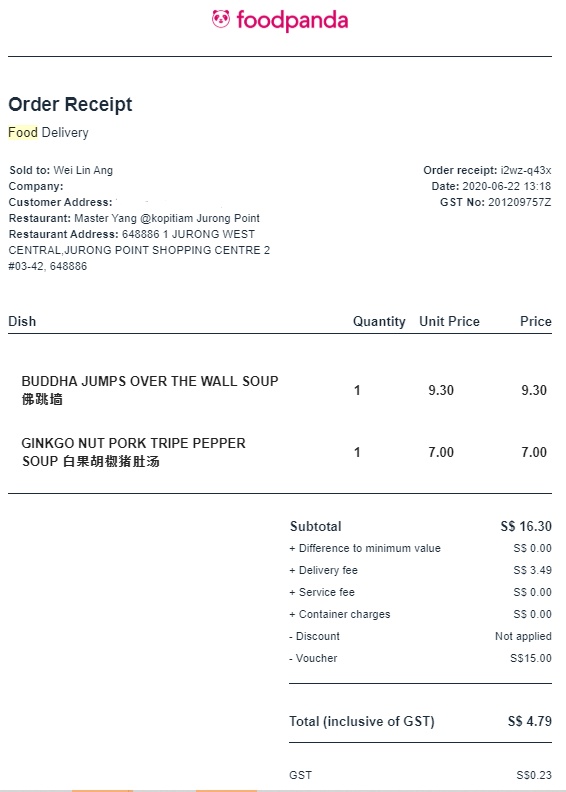 foodpanda
Order Receipt
Food Delivery
Sold to: Wei Lin Ang
Company:
Customer Address:
Restaurant: Master Yang @kopitiam Jurong Point
Restaurant Address: 648886 1 JURONG WEST
CENTRAL,JURONG POINT SHOPPING CENTRE 2
#03-42, 648886
Order receipt: i2wz-q43x
Date: 2020-06-22 13:18
GST No: 201209757Z
Dish Quantity Unit Price Price
BUDDHA JUMPS OVER THE WALL SOUP
佛跳墙 1 9.30 9.30
GINKGO NUT PORK TRIPE PEPPER
SOUP 白果胡椒猪肚汤 1 7.00 7.00
Subtotal S$ 16.30
+ Difference to minimum value S$ 0.00
+ Delivery fee S$ 3.49
+ Service fee S$ 0.00
+ Container charges S$ 0.00
- Discount Not applied
- Voucher S$15.00
Total (inclusive of GST) S$ 4.79
GST S$0.23